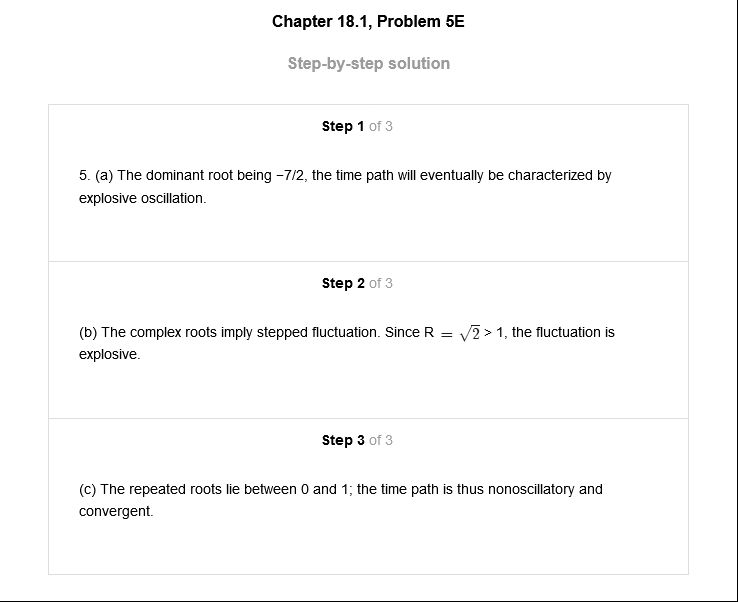 Chapter 18.1, Problem 5E
Step-by-step solution
Step 1 of 3
5. (a) The dominant root being −7/2, the time path will eventually be characterized by
explosive oscillation.
Step 2 of 3
(b) The complex roots imply stepped fluctuation. Since R = √2 > 1, the fluctuation is
explosive.
Step 3 of 3
(c) The repeated roots lie between 0 and 1; the time path is thus nonoscillatory and
convergent.